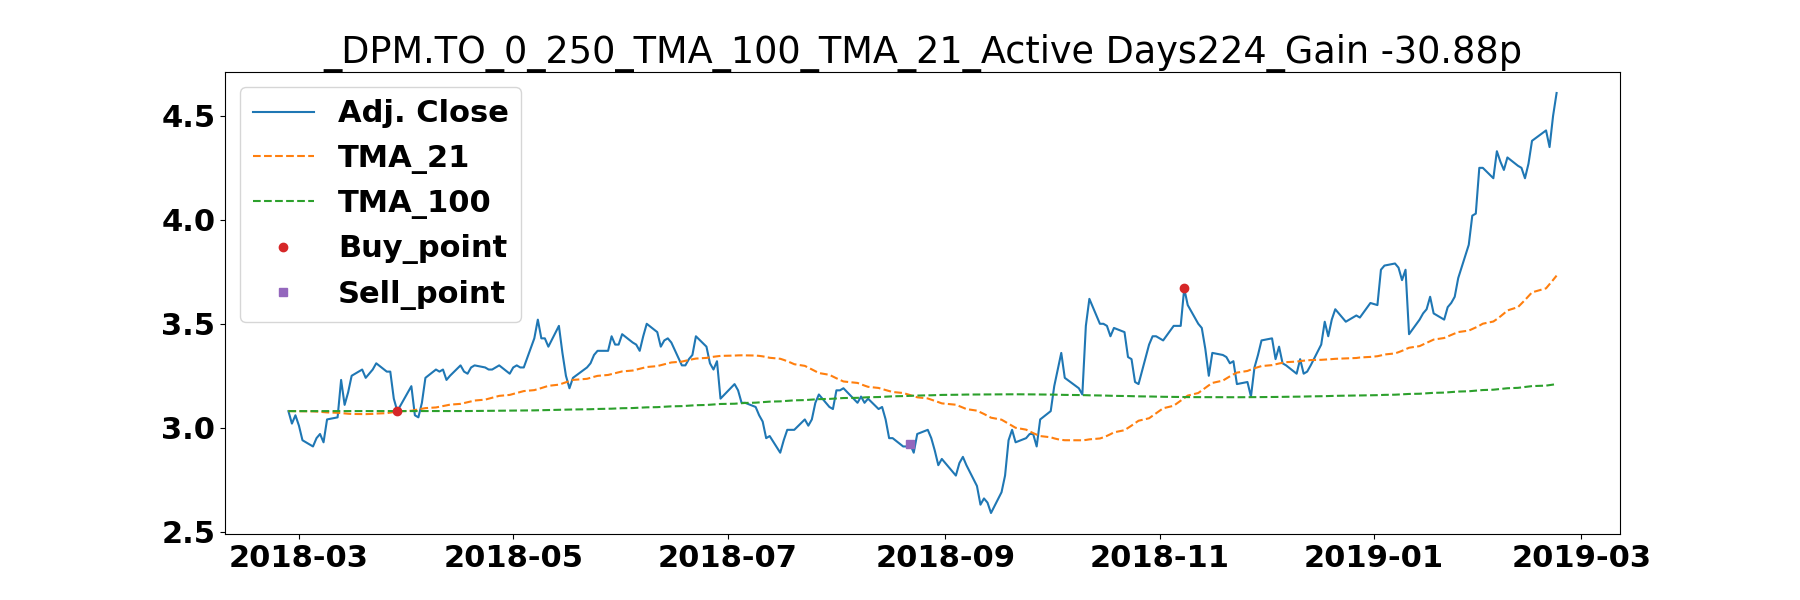 _DPM.TO_0_250_TMA_100_TMA_21_Active Days224_Gain -30.88p
Adj. Close
TMA_21
TMA_100
Buy_point
Sell_point
4.5
4.0
3.5
3.0
2.5
2018-03 2018-05 2018-07 2018-09 2018-11 2019-01 2019-03